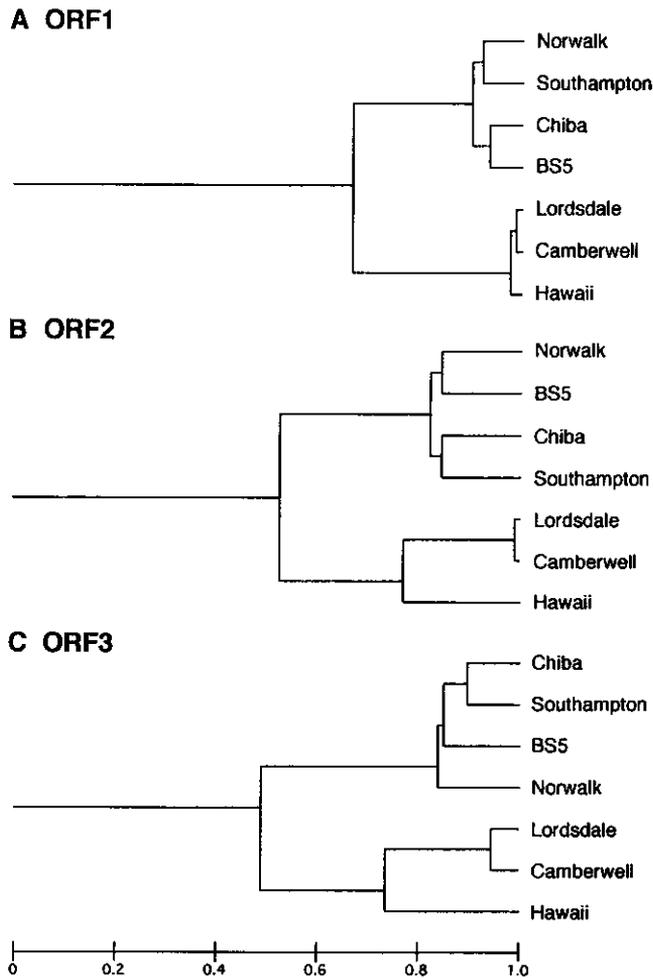 A ORF1
Norwalk
Southampton
Chiba
BS5
Lordsdale
Camberwell
Hawaii
B ORF2
Norwalk
BS5
Chiba
Southampton
Lordsdale
Camberwell
Hawaii
C ORF3
Chiba
Southampton
BS5
Norwalk
Lordsdale
Camberwell
Hawaii
0 0.2 0.4 0.6 0.8 1.0